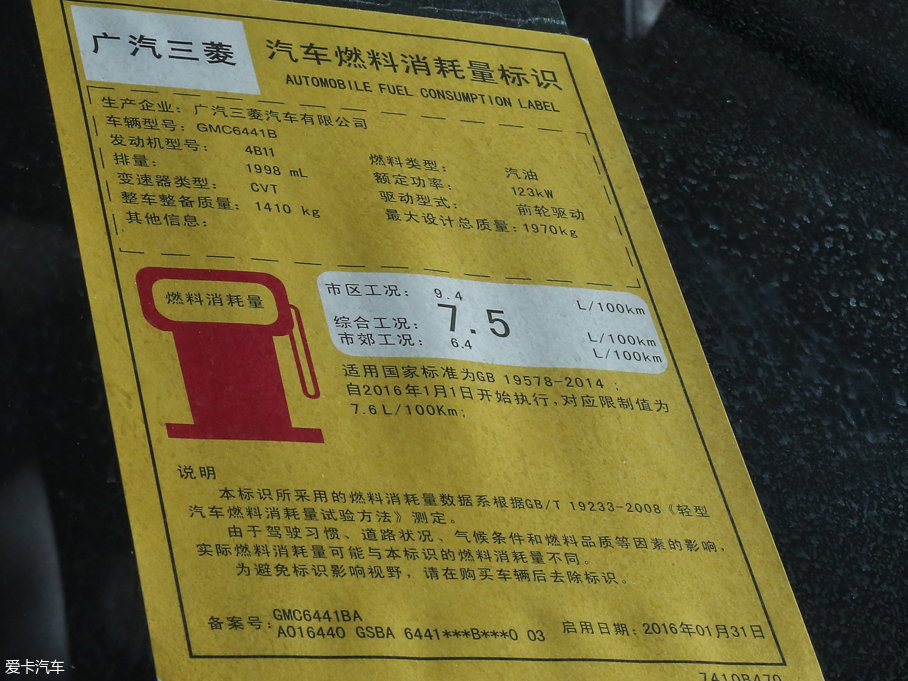 广汽三菱 汽车燃料消耗量标识
AUTOMOBILE FUEL CONSUMPTION LABEL
生产企业: 广汽三菱汽车有限公司
车辆型号: GMC6441B
发动机型号: 4B11 燃料类型: 汽油
排量: 1998 mL 额定功率: 123kW
变速器类型: CVT 驱动型式: 前轮驱动
整车整备质量: 1410 kg 最大设计总质量: 1970kg
其他信息:
燃料消耗量
市区工况: 9.4 L/100km
综合工况: 7.5 L/100km
市郊工况: 6.4 L/100km
适用国家标准为GB 19578-2014 ;
自2016年1月1日开始执行,对应限制值为
7.6L/100Km;
说明
本标识所采用的燃料消耗量数据系根据GB/T 19233-2008《轻型
汽车燃料消耗量试验方法》测定。
由于驾驶习惯、道路状况、气候条件和燃料品质等因素的影响,
实际燃料消耗量可能与本标识的燃料消耗量不同。
为避免标识影响视野,请在购买车辆后去除标识。
备案号: GMC6441BA
A016440 GSBA 6441***B***0 03 启用日期: 2016年01月31日
爱卡汽车